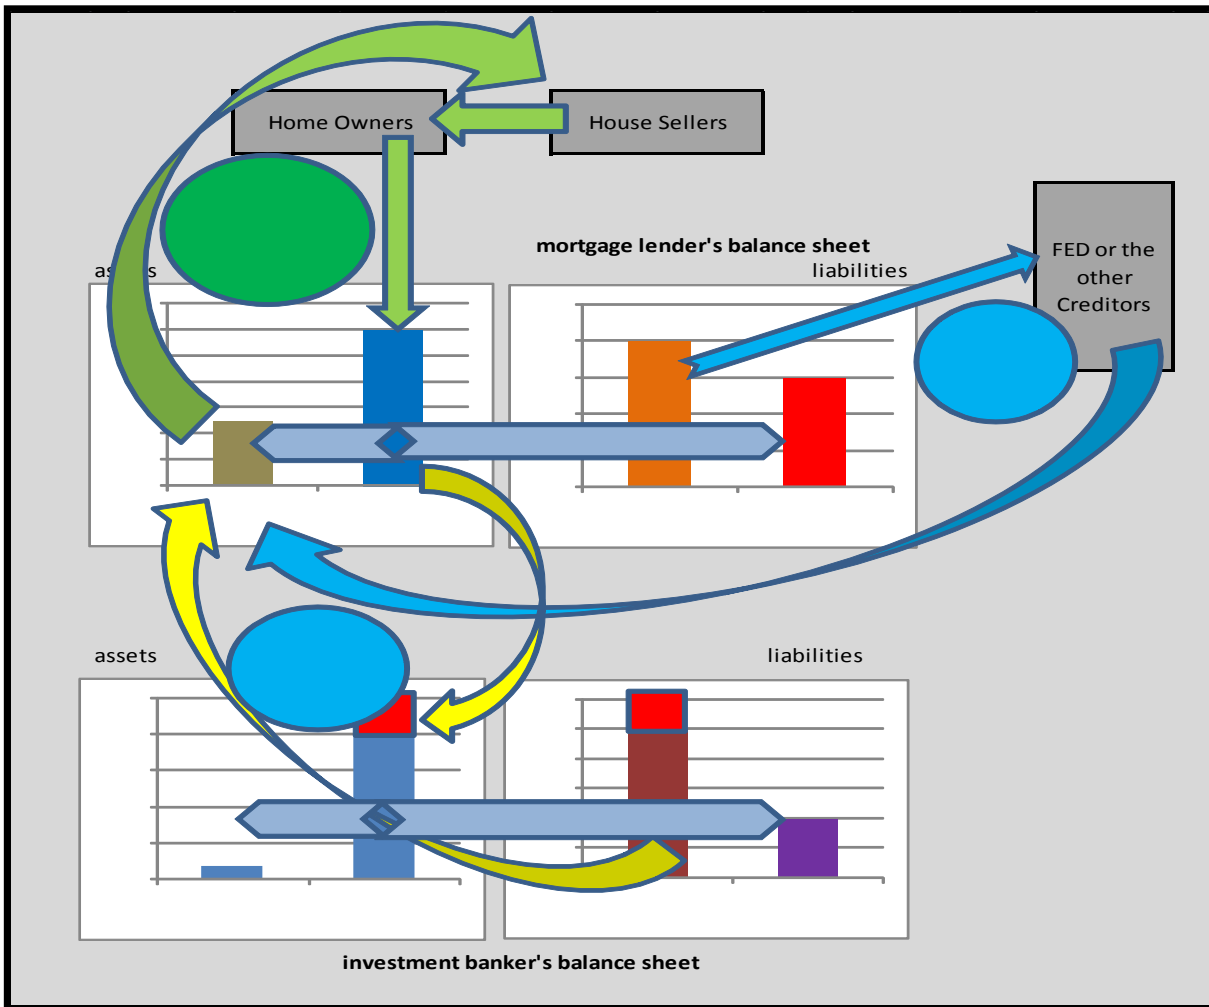 Home Owners
House Sellers
mortgage lender's balance sheet
liabilities
FED or the
other
Creditors
assets
liabilities
investment banker's balance sheet